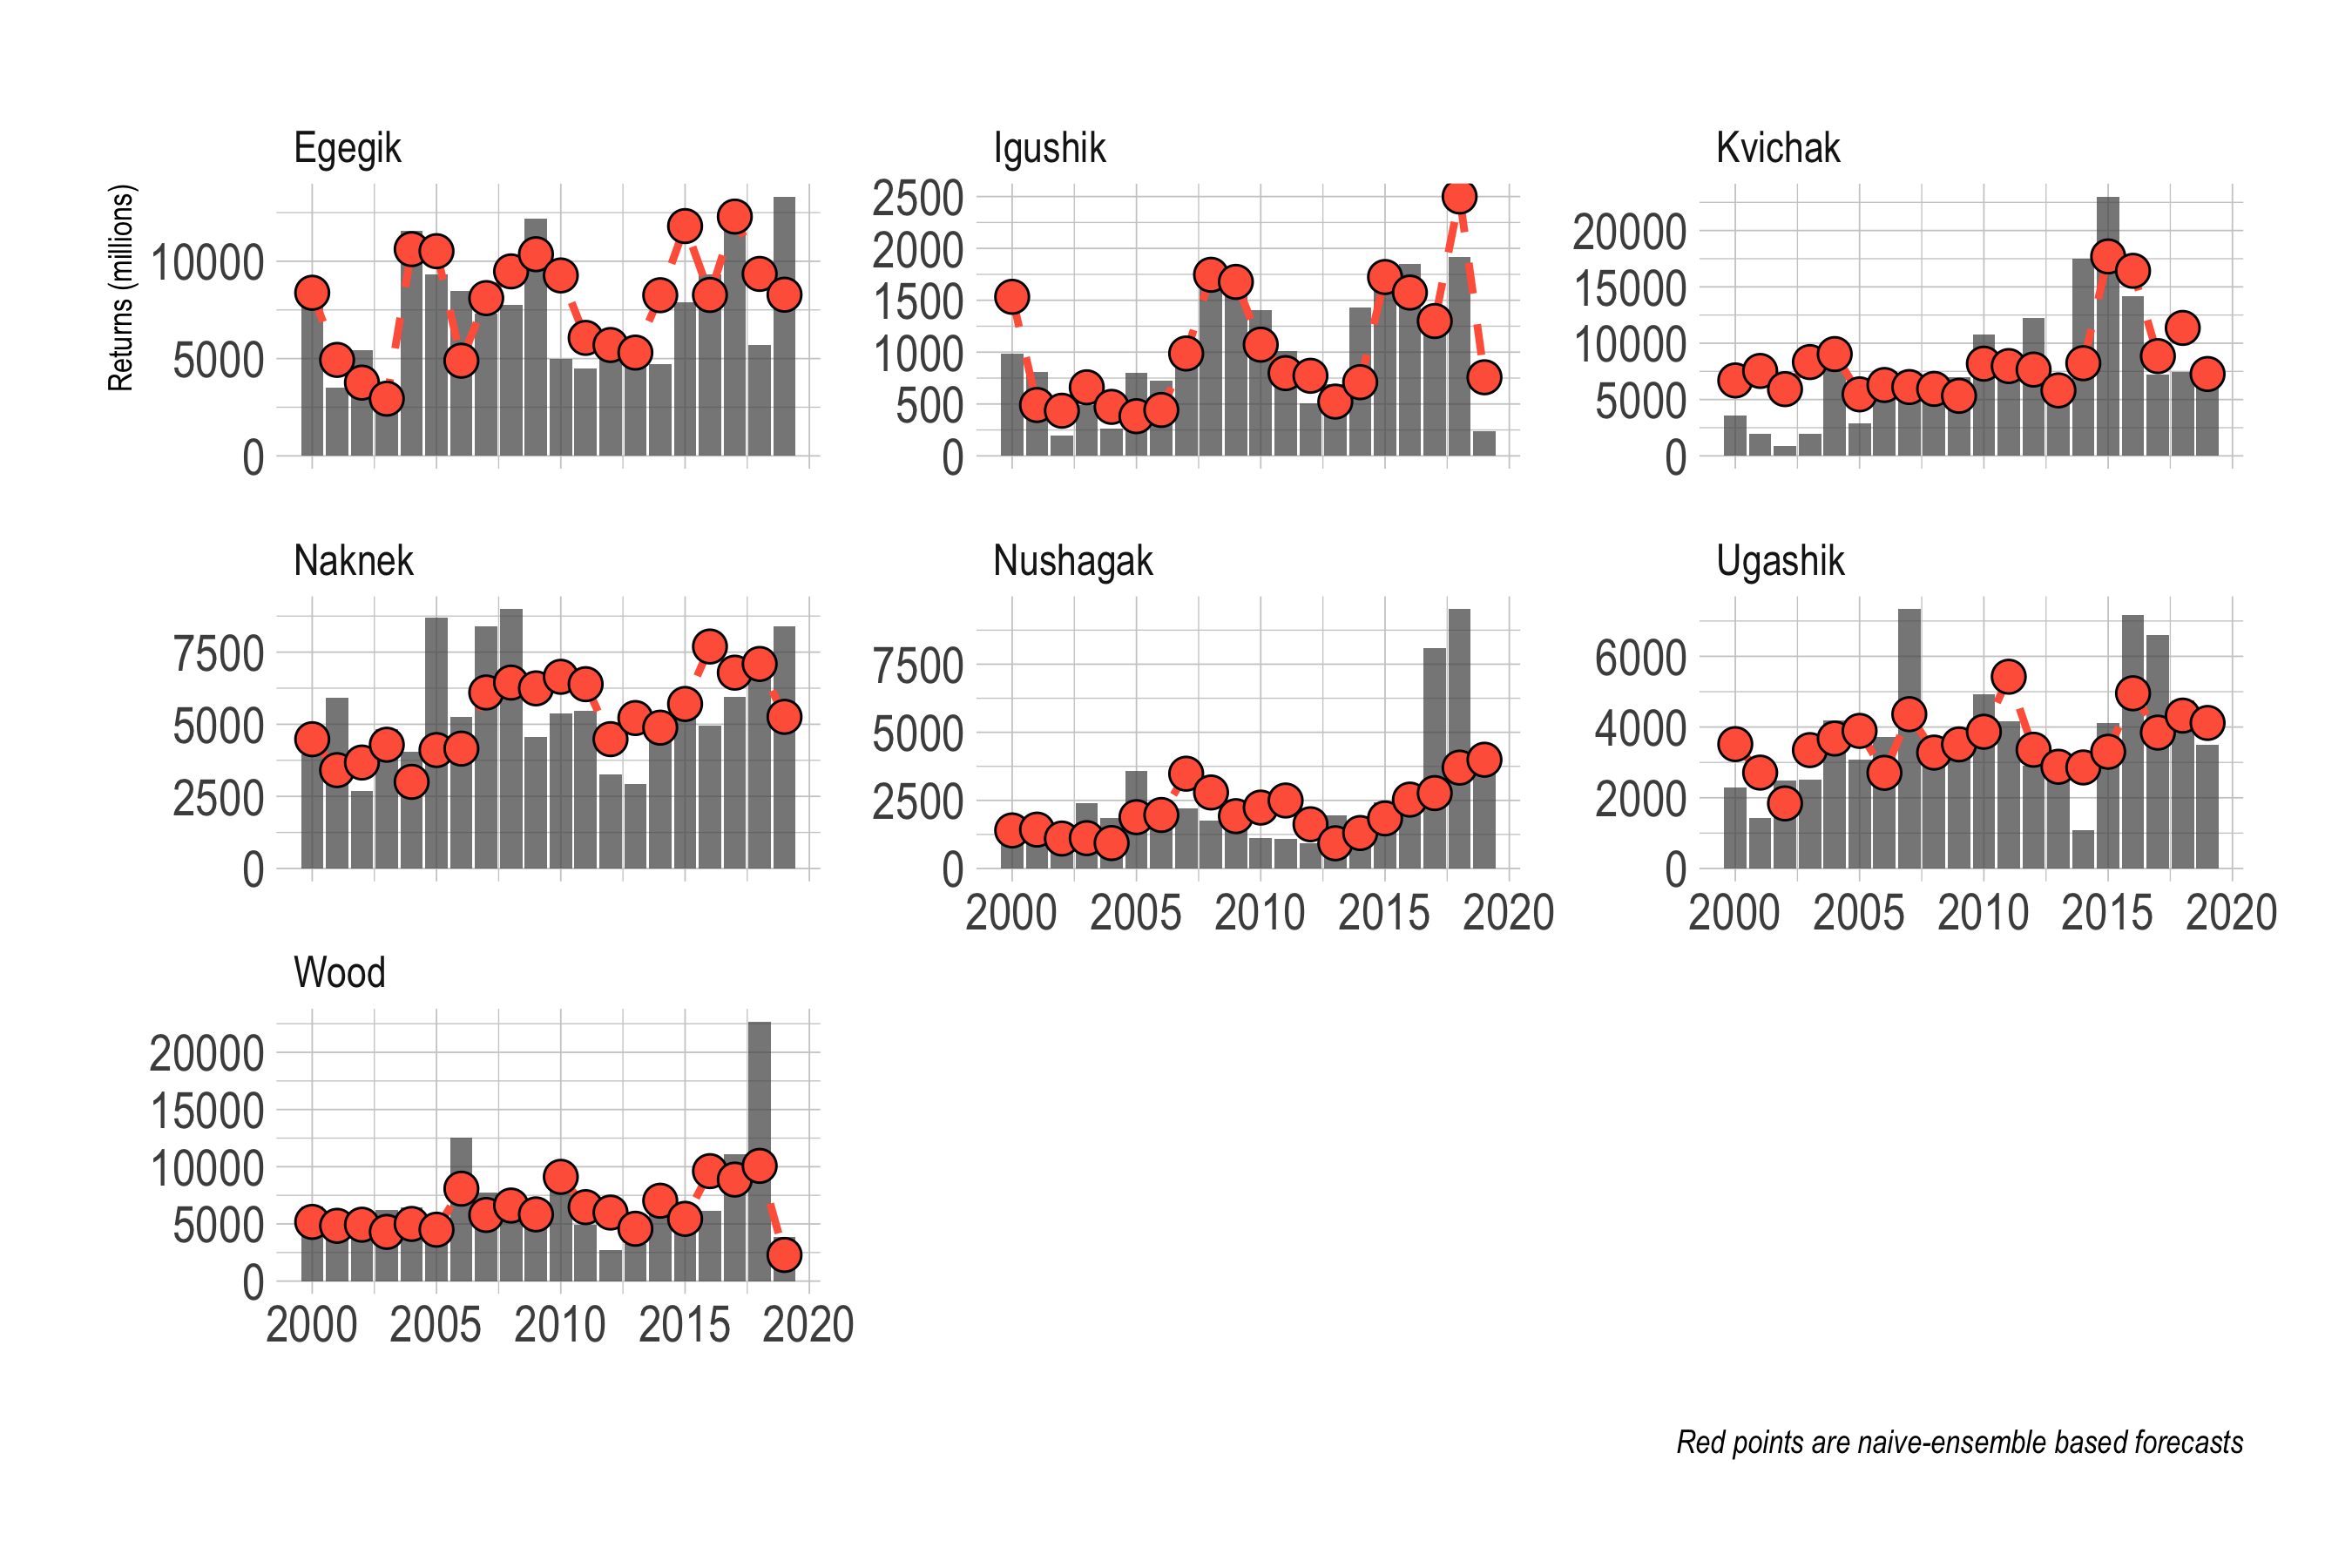 Egegik
Igushik
Kvichak
Returns (millions)
10000
5000
0
2500
2000
1500
1000
500
0
20000
15000
10000
5000
0
Naknek
Nushagak
Ugashik
7500
5000
2500
0
7500
5000
2500
0
6000
4000
2000
0
2000 2005 2010 2015 2020
2000 2005 2010 2015 2020
Wood
20000
15000
10000
5000
0
2000 2005 2010 2015 2020
Red points are naive-ensemble based forecasts